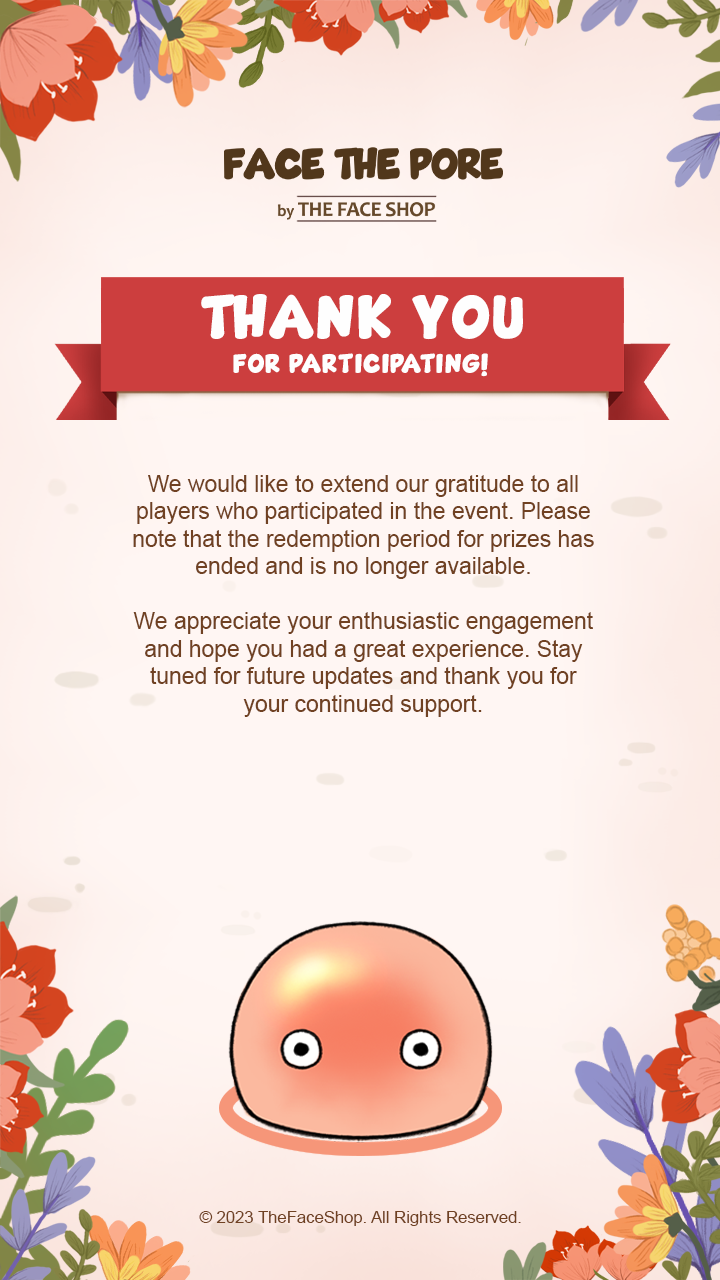 FACE THE PORE
by THE FACE SHOP
THANK YOU
FOR PARTICIPATING!
We would like to extend our gratitude to all
players who participated in the event. Please
note that the redemption period for prizes has
ended and is no longer available.
We appreciate your enthusiastic engagement
and hope you had a great experience. Stay
tuned for future updates and thank you for
your continued support.
© 2023 TheFaceShop. All Rights Reserved.